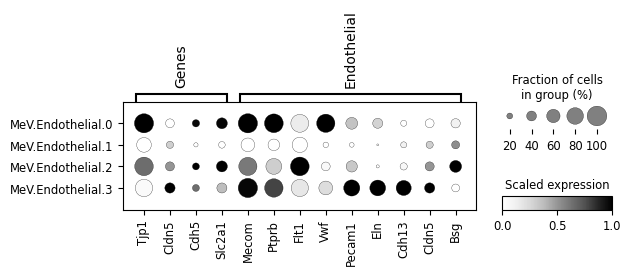 Genes
Endothelial
MeV.Endothelial.0
MeV.Endothelial.1
MeV.Endothelial.2
MeV.Endothelial.3
Tjp1
Cldn5
Cdh5
Slc2a1
Mecom
Ptprb
Flt1
Vwf
Pecam1
Eln
Cdh13
Cldn5
Bsg
Fraction of cells
in group (%)
20 40 60 80 100
Scaled expression
0.0 0.5 1.0